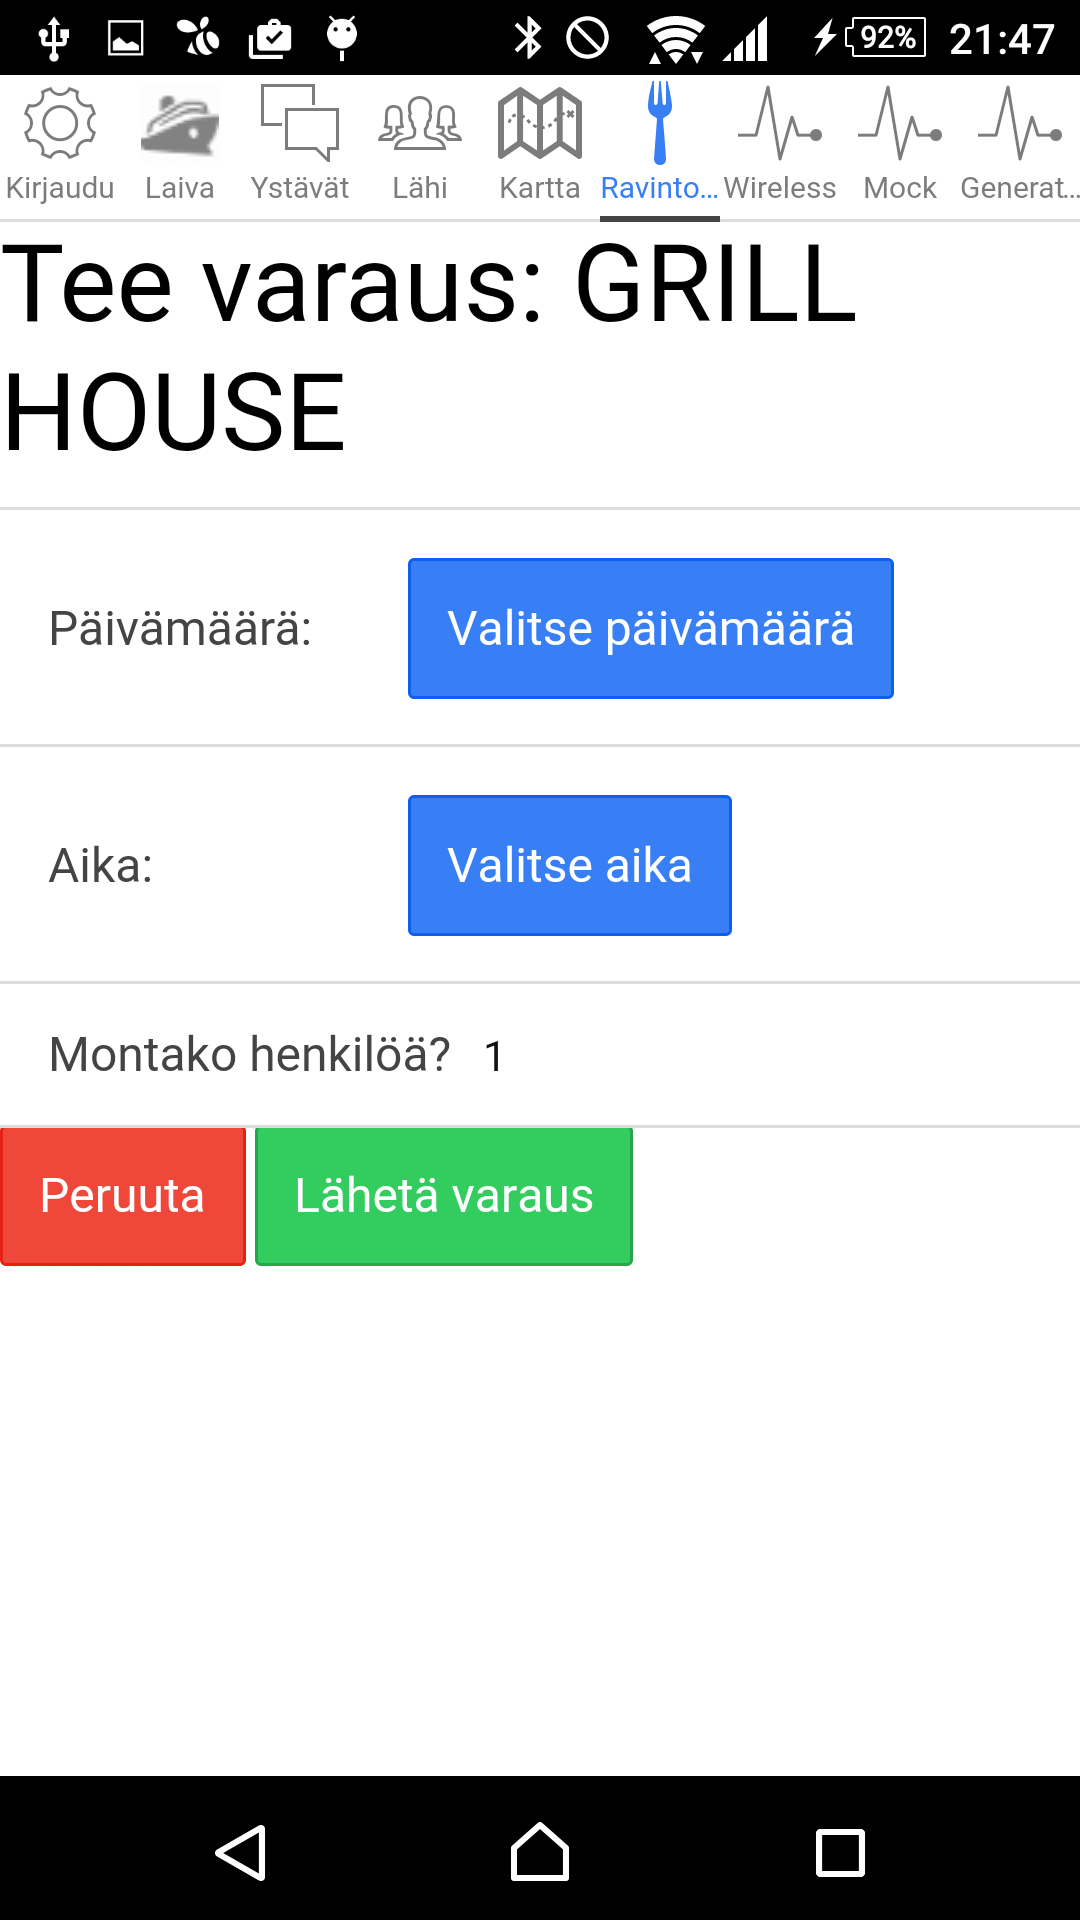 92% 21:47
Kirjaudu Laiva Ystävät Lähi Kartta Ravinto... Wireless Mock Generat...
Tee varaus: GRILL
HOUSE
Päivämäärä: Valitse päivämäärä
Aika: Valitse aika
Montako henkilöä? 1
Peruuta Lähetä varaus